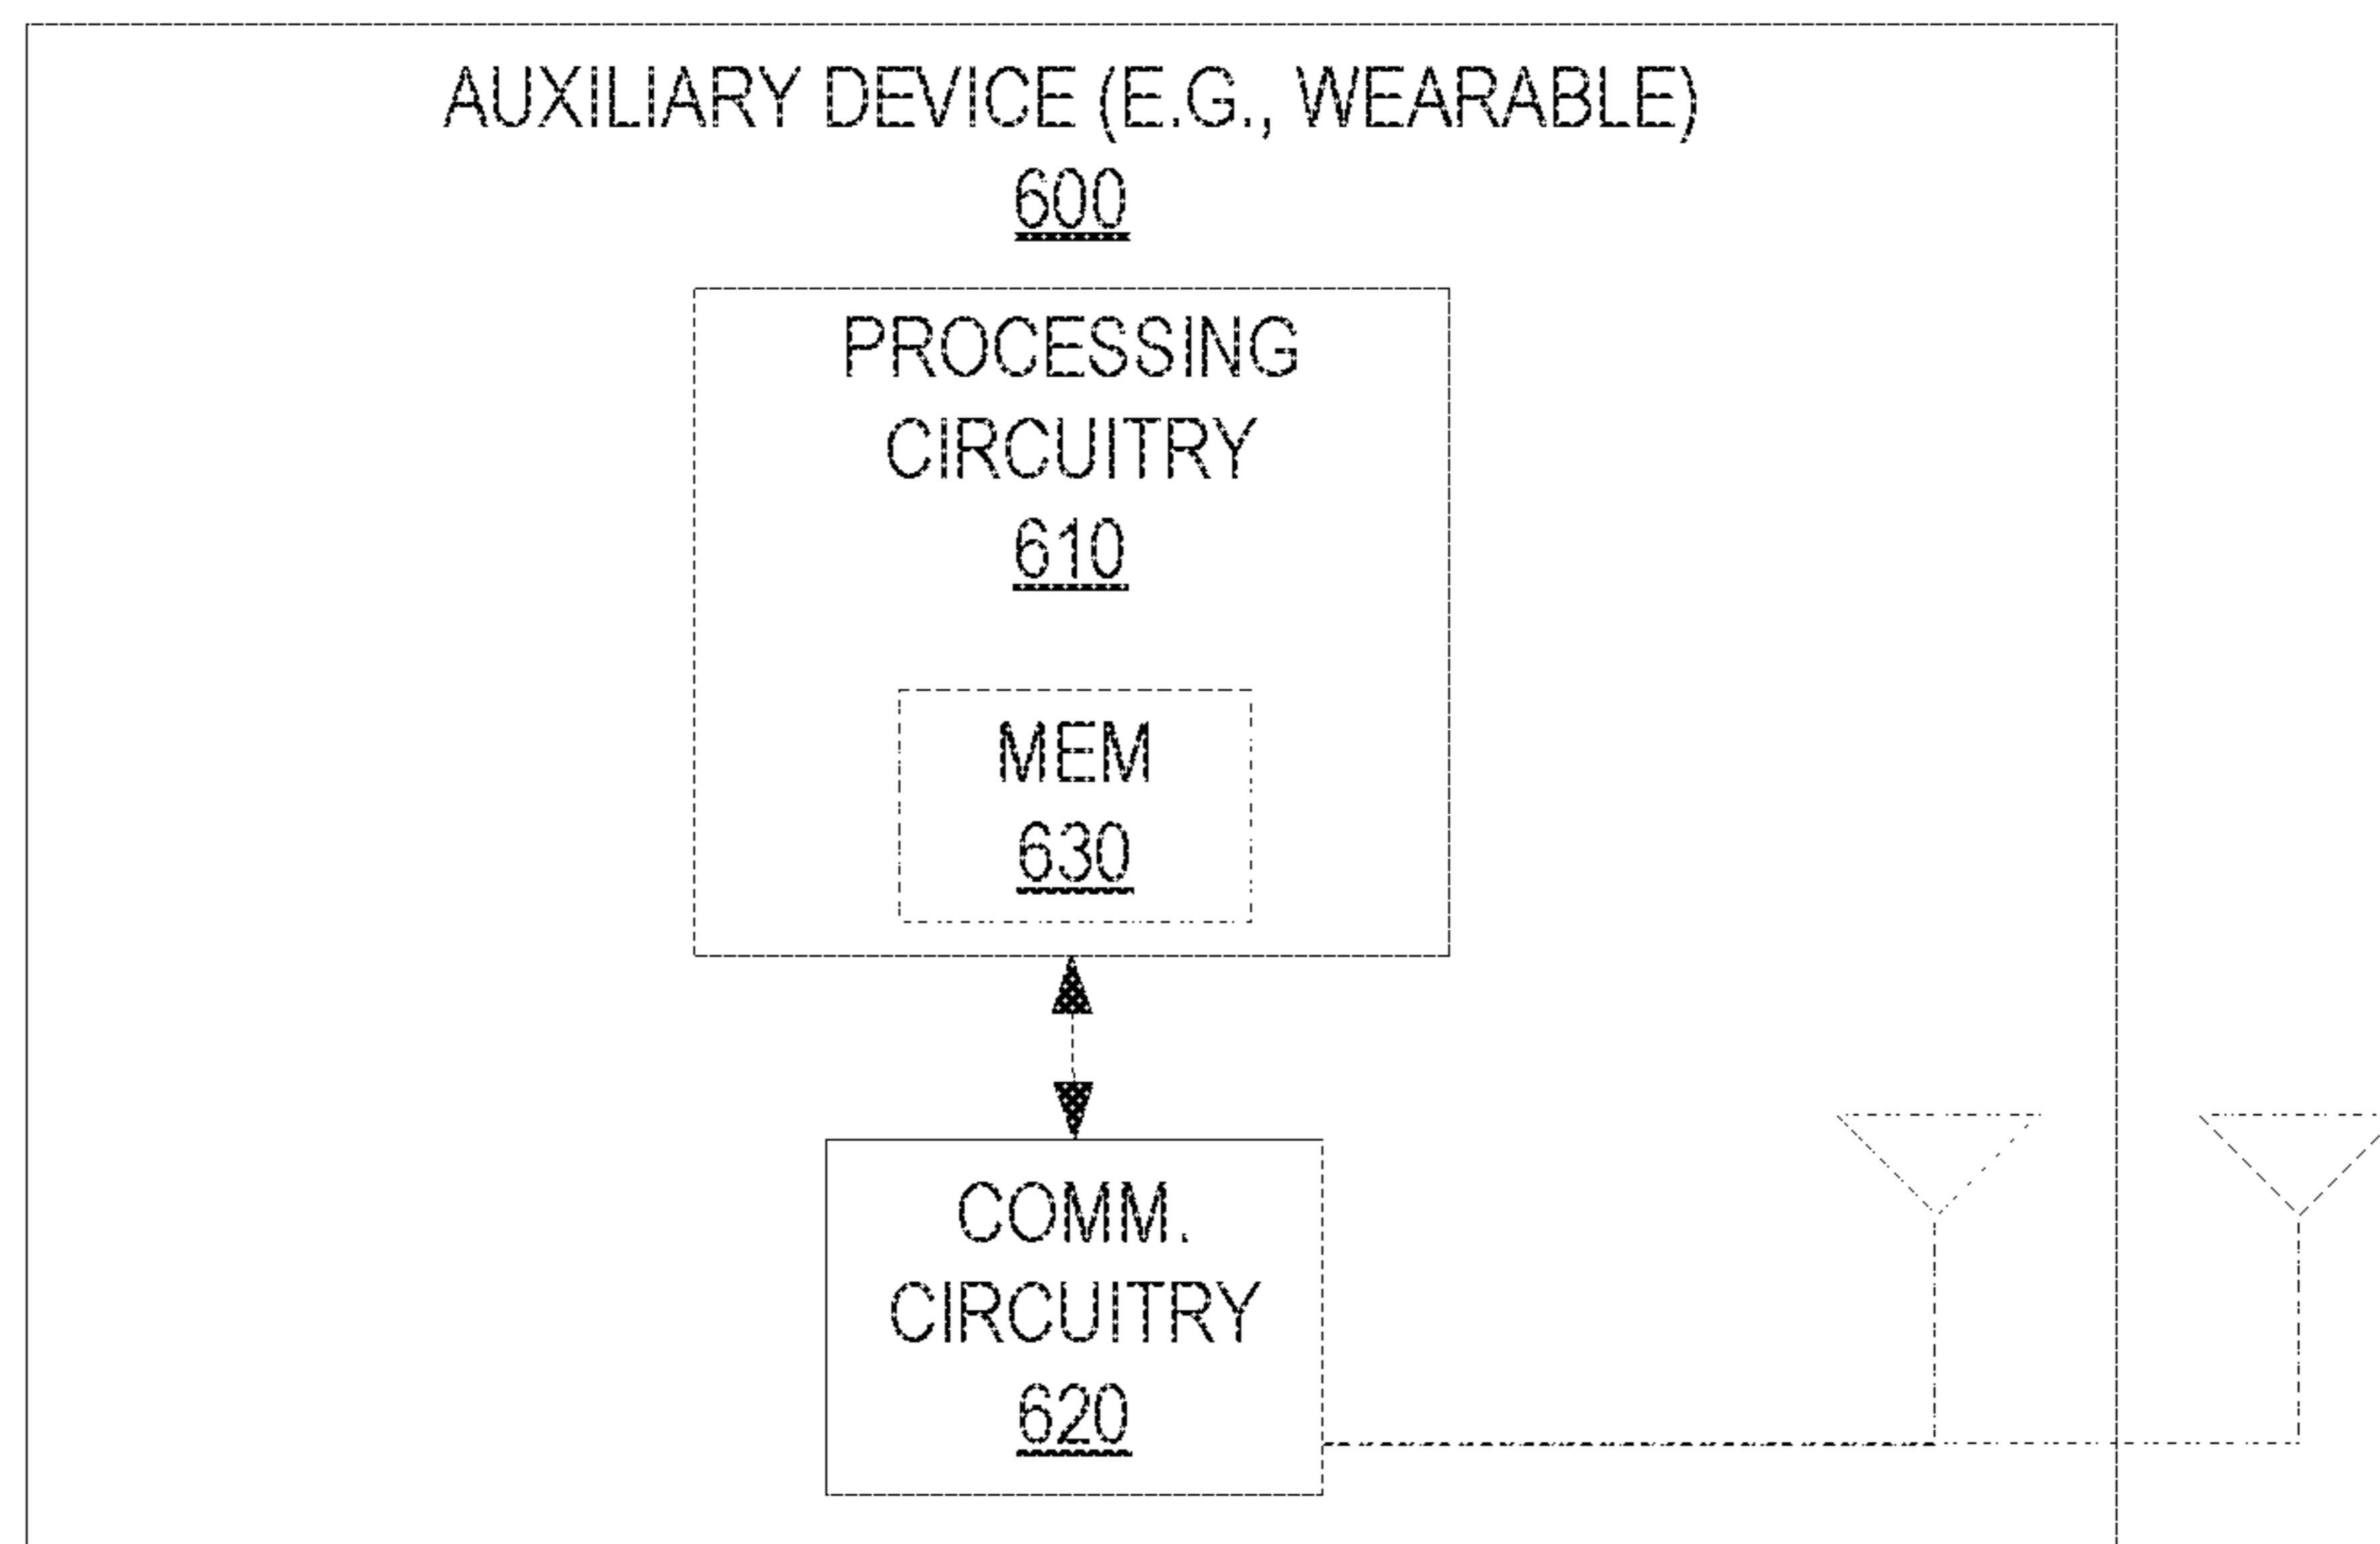 AUXILIARY DEVICE (E.G., WEARABLE)
600
PROCESSING
CIRCUITRY
610
MEM
630
COMM.
CIRCUITRY
620